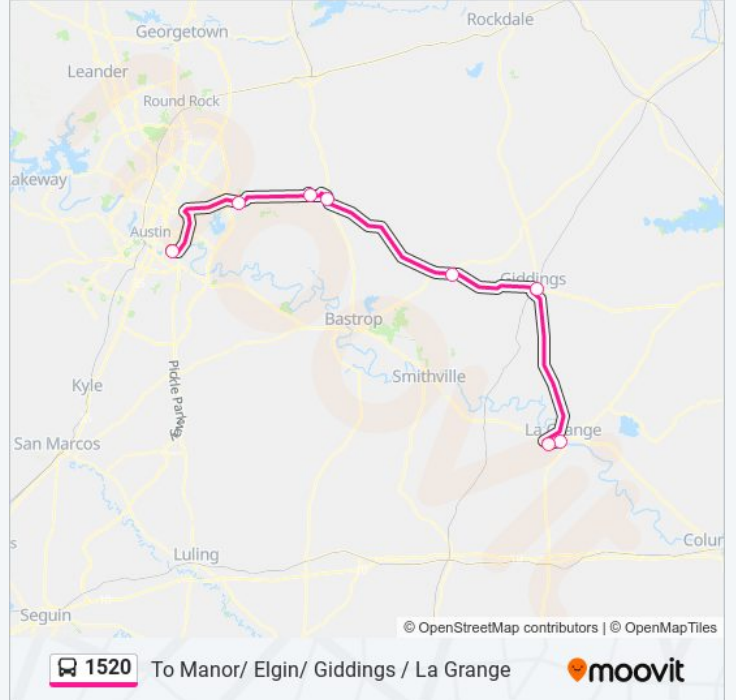 Rockdale
Georgetown
Leander
Round Rock
akeway
Austin
Giddings
Bastrop
Smithville
Kyle
Pickle Parkway
La Grange
San Marcos
s
Luling
Colur
Seguin
© OpenStreetMap contributors | © OpenMapTiles
1520 To Manor/ Elgin/ Giddings / La Grange
moovit